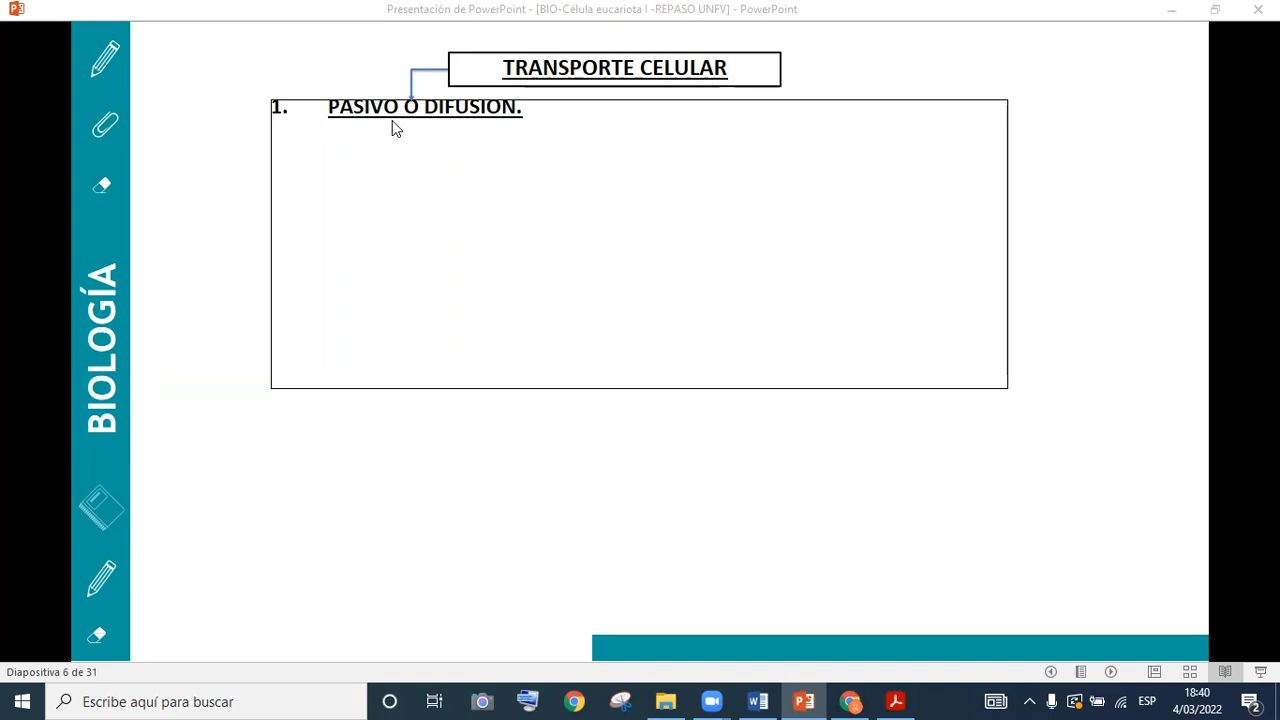 Presentación de PowerPoint - [BIO-Célula eucariota I -REPASO UNFV] - PowerPoint
TRANSPORTE CELULAR
1. PASIVO O DIFUSION.
BIOLOGÍA
Diapositiva 6 de 31
Escribe aquí para buscar
ESP
18:40
4/03/2022
2